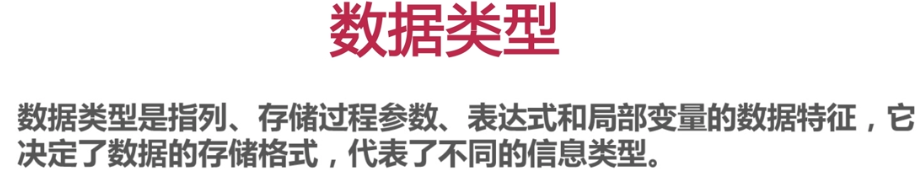 数据类型
数据类型是指列、存储过程参数、表达式和局部变量的数据特征，它
决定了数据的存储格式，代表了不同的信息类型。